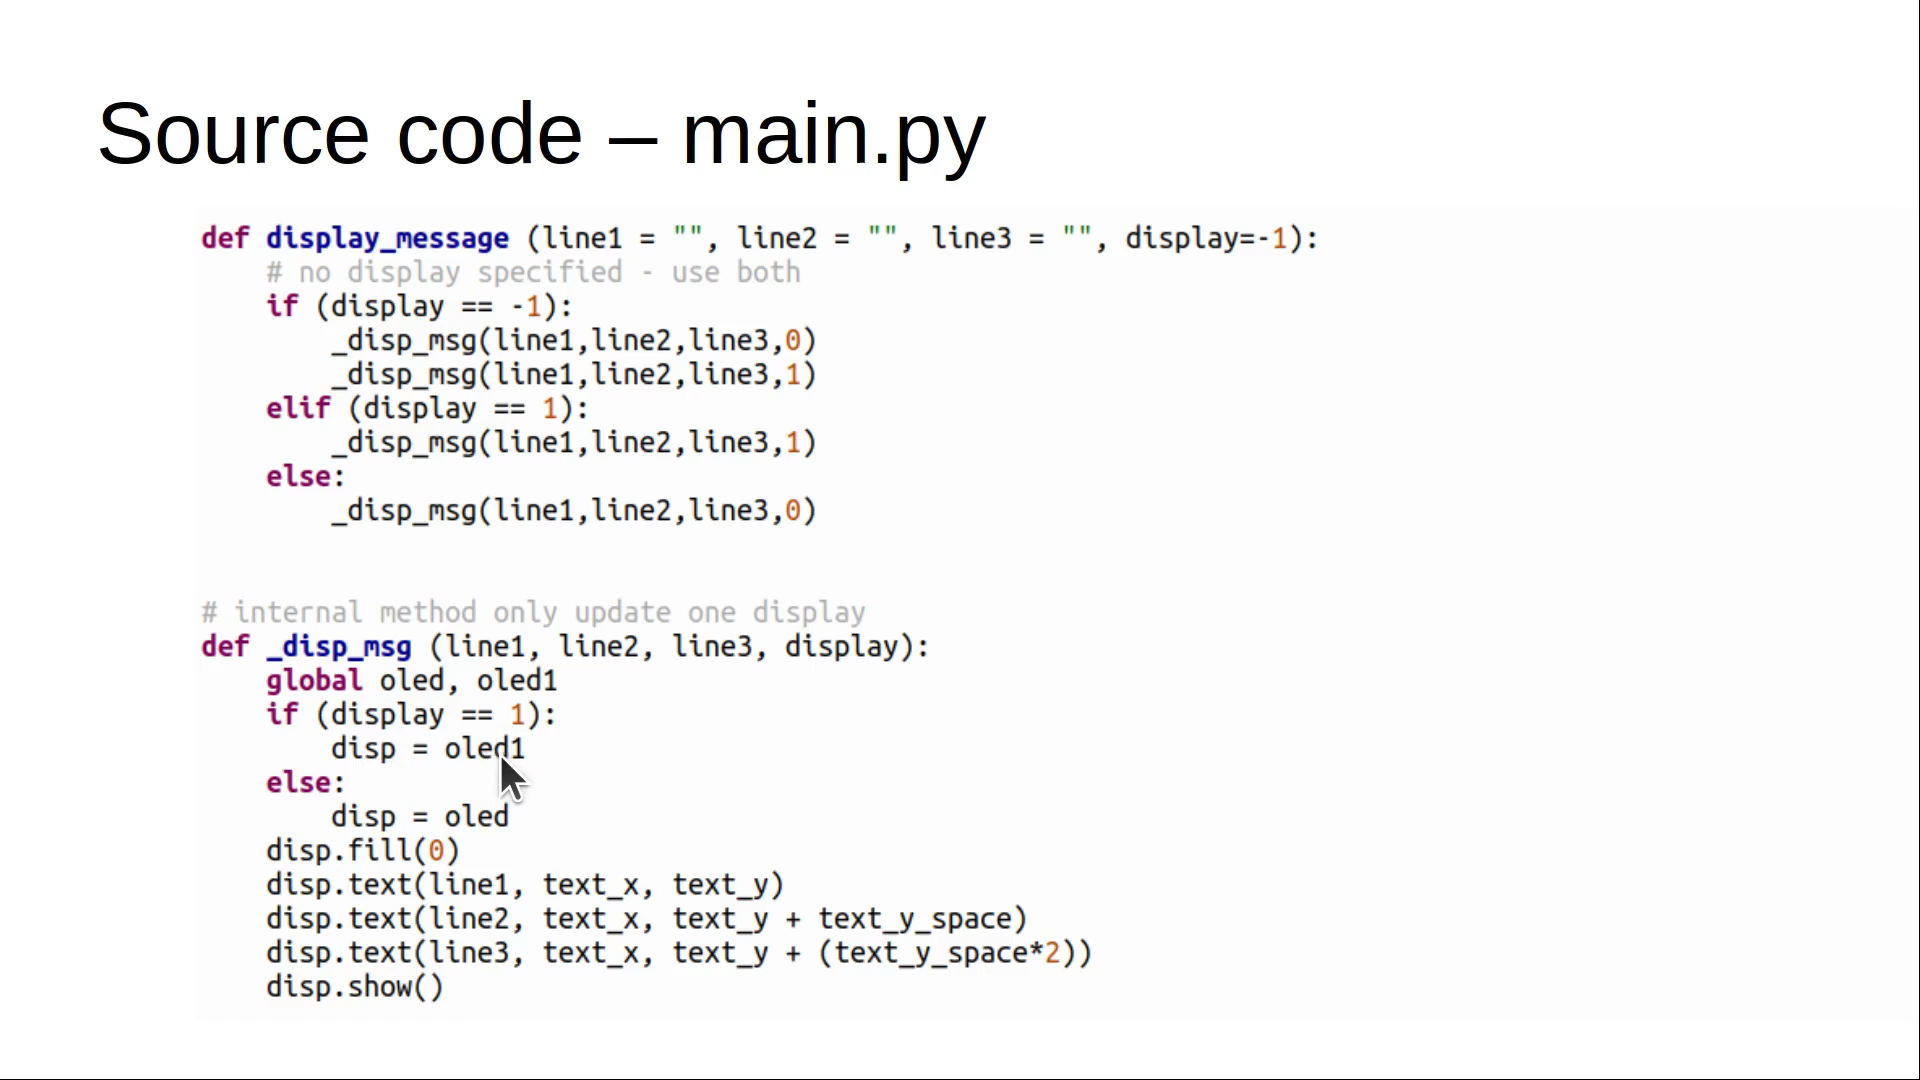 Source code – main.py
def display_message (line1 = "", line2 = "", line3 = "", display=-1):
    # no display specified - use both
    if (display == -1):
        _disp_msg(line1,line2,line3,0)
        _disp_msg(line1,line2,line3,1)
    elif (display == 1):
        _disp_msg(line1,line2,line3,1)
    else:
        _disp_msg(line1,line2,line3,0)
# internal method only update one display
def _disp_msg (line1, line2, line3, display):
    global oled, oled1
    if (display == 1):
        disp = oled1
    else:
        disp = oled
    disp.fill(0)
    disp.text(line1, text_x, text_y)
    disp.text(line2, text_x, text_y + text_y_space)
    disp.text(line3, text_x, text_y + (text_y_space*2))
    disp.show()